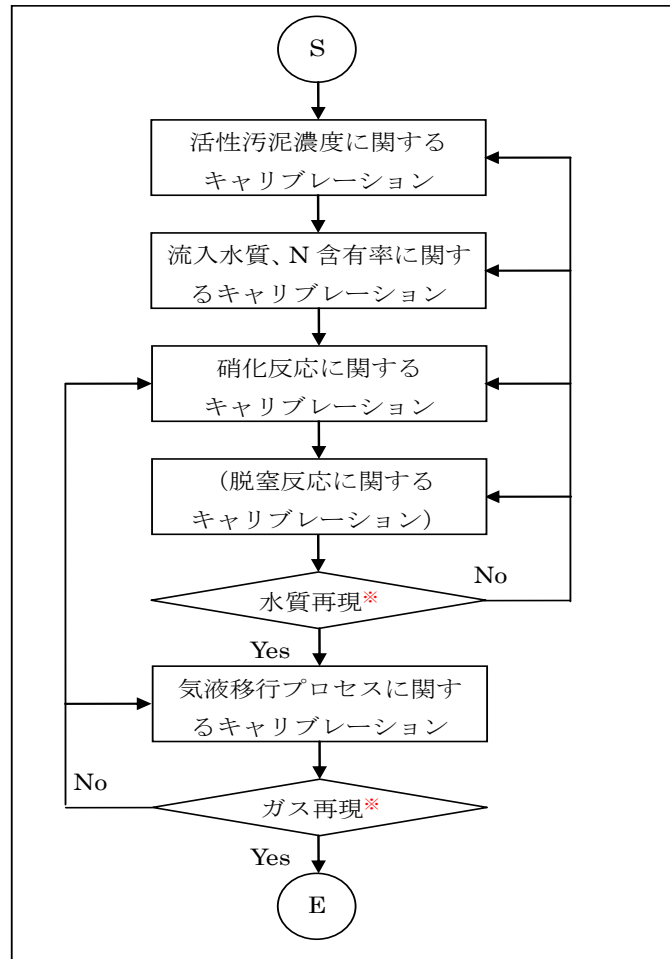 S
活性汚泥濃度に関する
キャリブレーション
流入水質、N 含有率に関す
るキャリブレーション
硝化反応に関する
キャリブレーション
（脱窒反応に関する
キャリブレーション）
水質再現※
No
Yes
気液移行プロセスに関す
るキャリブレーション
No
ガス再現※
Yes
E